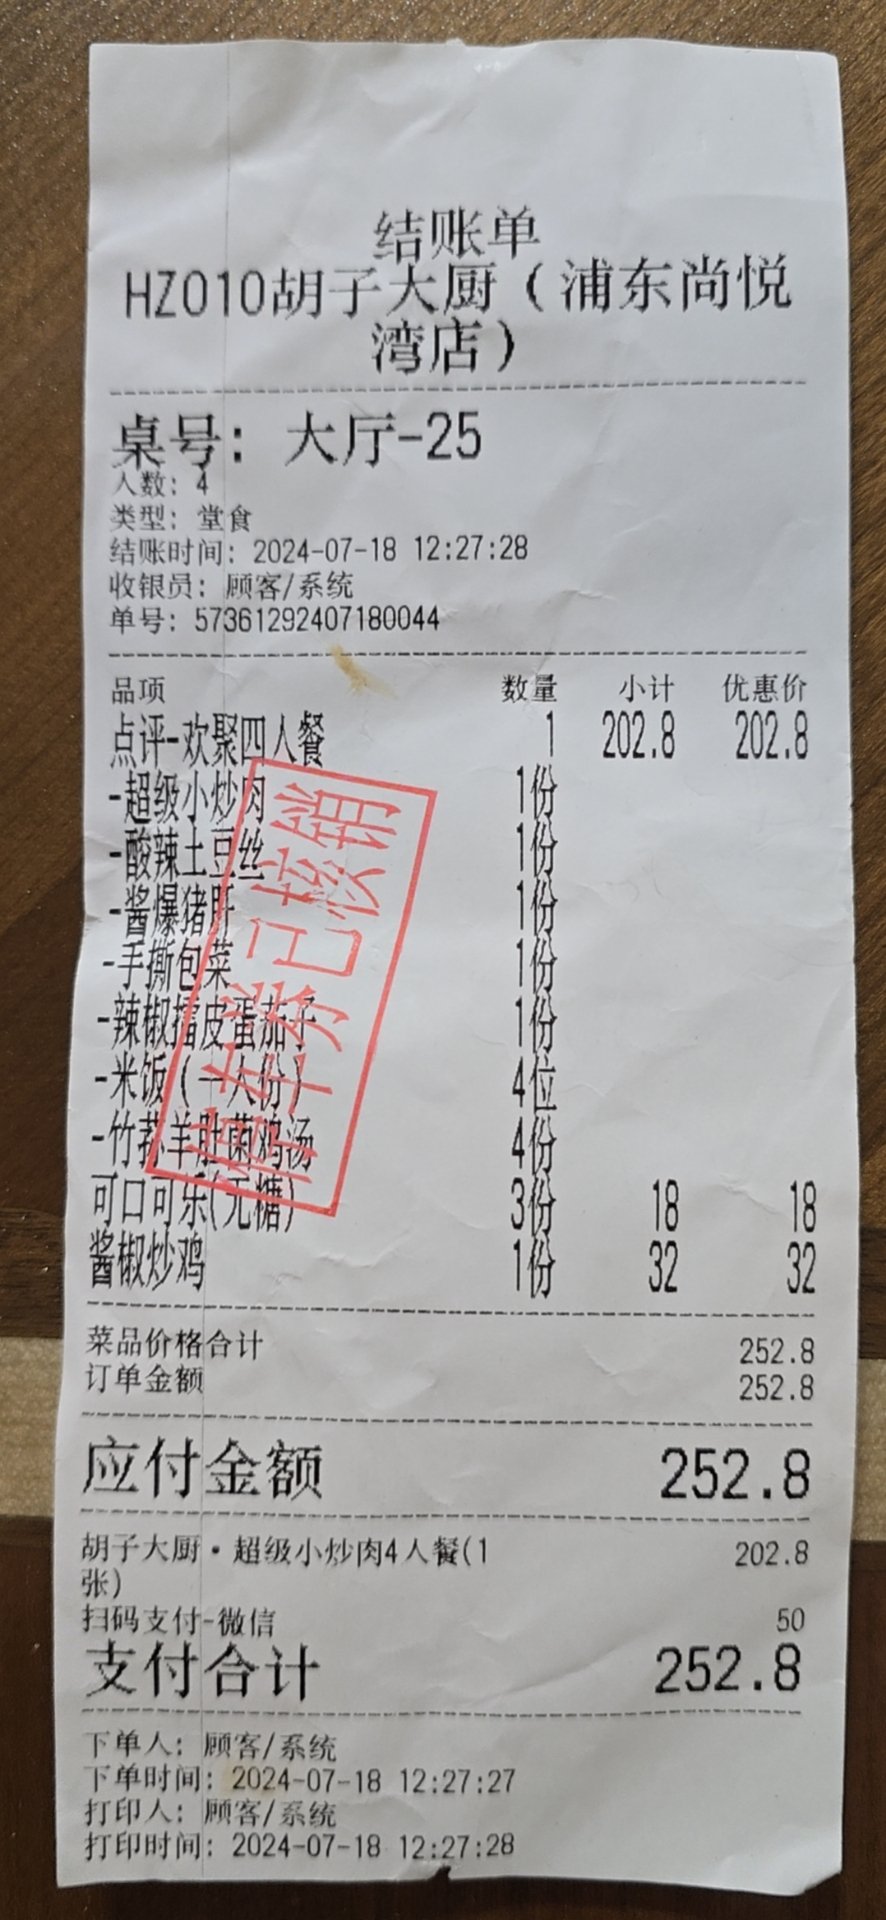 结账单
HZ010胡子大厨（浦东尚悦
湾店）
桌号：大厅-25
人数：4
类型：堂食
结账时间：2024-07-18 12:27:28
收银员：顾客/系统
单号：57361292407180044
品项 数量 小计 优惠价
点评-欢聚四人餐 1 202.8 202.8
-超级小炒肉 1份
-酸辣土豆丝 1份
-酱爆猪肝 1份
-手撕包菜 1份
-辣椒擂皮蛋茄子 1份
-米饭（一人份） 4位
-竹荪羊肚菌鸡汤 4份
可口可乐(无糖) 3份 18 18
酱椒炒鸡 1份 32 32
菜品价格合计 252.8
订单金额 252.8
应付金额 252.8
胡子大厨·超级小炒肉4人餐(1 202.8
张)
扫码支付-微信 50
支付合计 252.8
下单人：顾客/系统
下单时间：2024-07-18 12:27:27
打印人：顾客/系统
打印时间：2024-07-18 12:27:28
信华券已核销